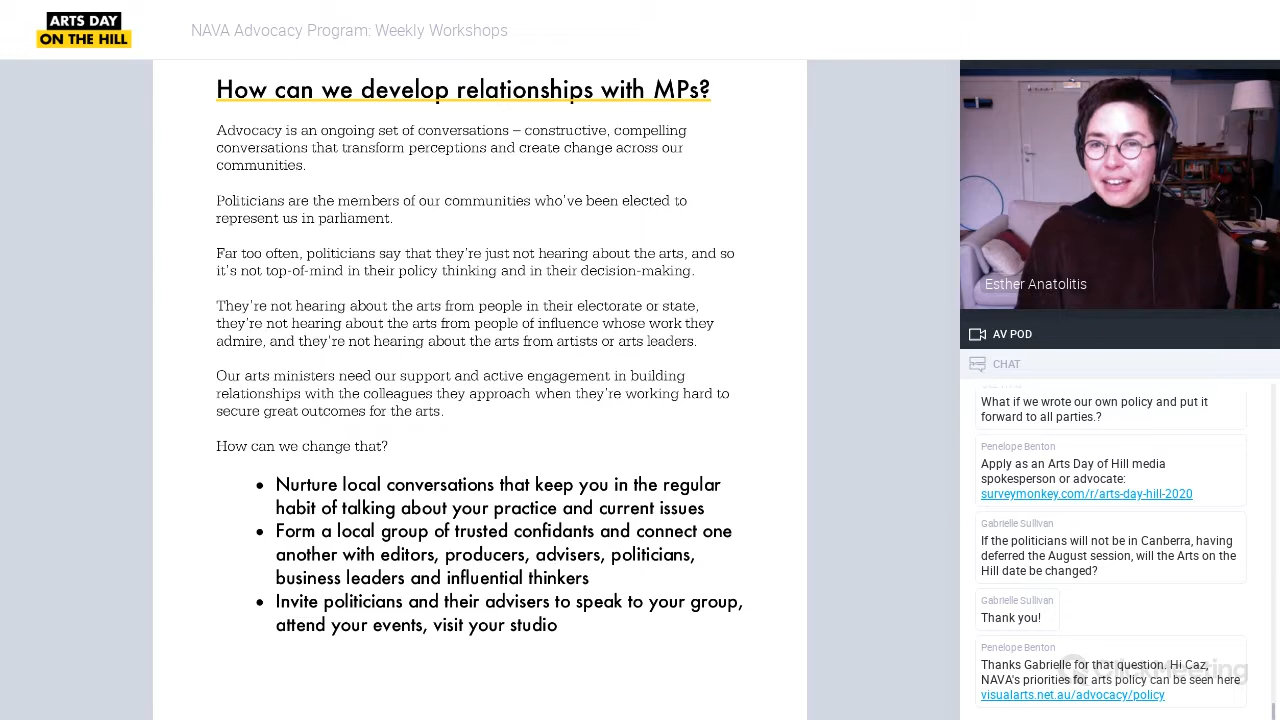 ARTS DAY
ON THE HILL
NAVA Advocacy Program: Weekly Workshops
How can we develop relationships with MPs?
Advocacy is an ongoing set of conversations – constructive, compelling
conversations that transform perceptions and create change across our
communities.
Politicians are the members of our communities who've been elected to
represent us in parliament.
Far too often, politicians say that they're just not hearing about the arts, and so
it's not top-of-mind in their policy thinking and in their decision-making.
They're not hearing about the arts from people in their electorate or state,
they're not hearing about the arts from people of influence whose work they
admire, and they're not hearing about the arts from artists or arts leaders.
Our arts ministers need our support and active engagement in building
relationships with the colleagues they approach when they're working hard to
secure great outcomes for the arts.
How can we change that?
• Nurture local conversations that keep you in the regular
habit of talking about your practice and current issues
• Form a local group of trusted confidants and connect one
another with editors, producers, advisers, politicians,
business leaders and influential thinkers
• Invite politicians and their advisers to speak to your group,
attend your events, visit your studio
Esther Anatolitis
AV POD
CHAT
What if we wrote our own policy and put it
forward to all parties.?
Penelope Benton
Apply as an Arts Day of Hill media
spokesperson or advocate:
surveymonkey.com/r/arts-day-hill-2020
Gabrielle Sullivan
If the politicians will not be in Canberra, having
deferred the August session, will the Arts on the
Hill date be changed?
Gabrielle Sullivan
Thank you!
Penelope Benton
Thanks Gabrielle for that question. Hi Caz,
NAVA's priorities for arts policy can be seen here
visualarts.net.au/advocacy/policy
ClickMeeting